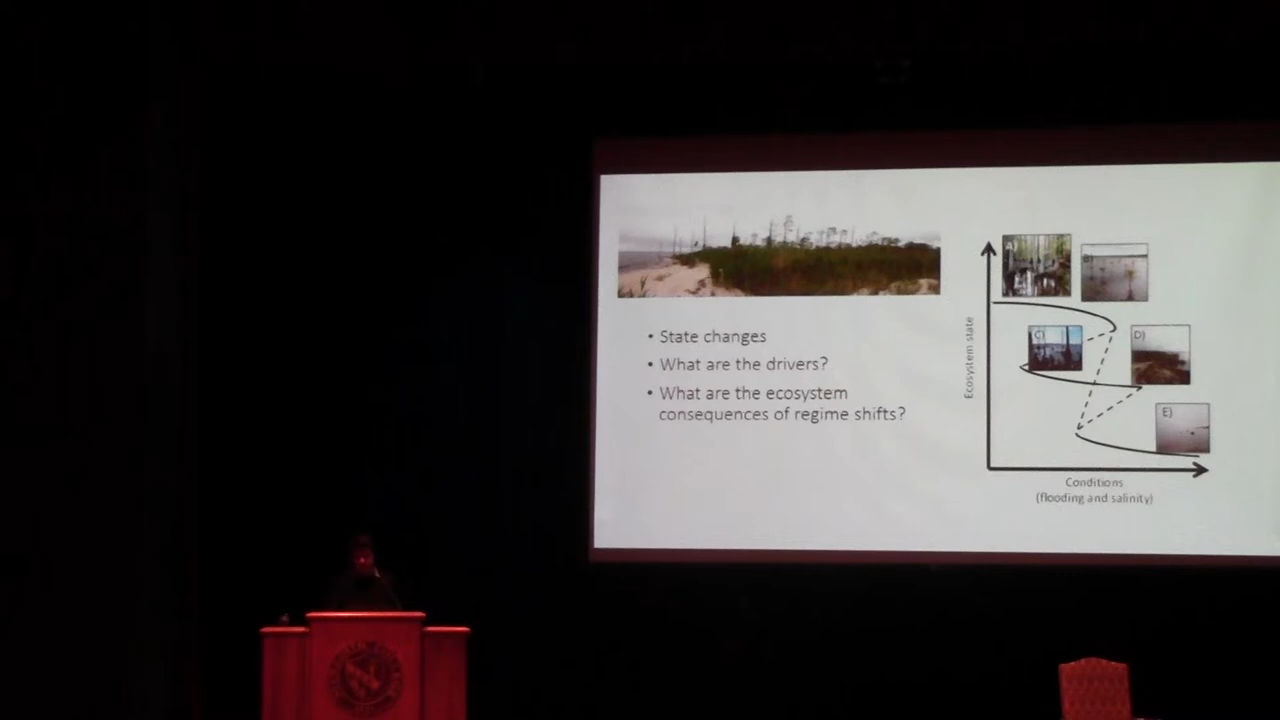 • State changes
• What are the drivers?
• What are the ecosystem
consequences of regime shifts?
Ecosystem state
A)
B)
C)
D)
E)
Conditions
(flooding and salinity)